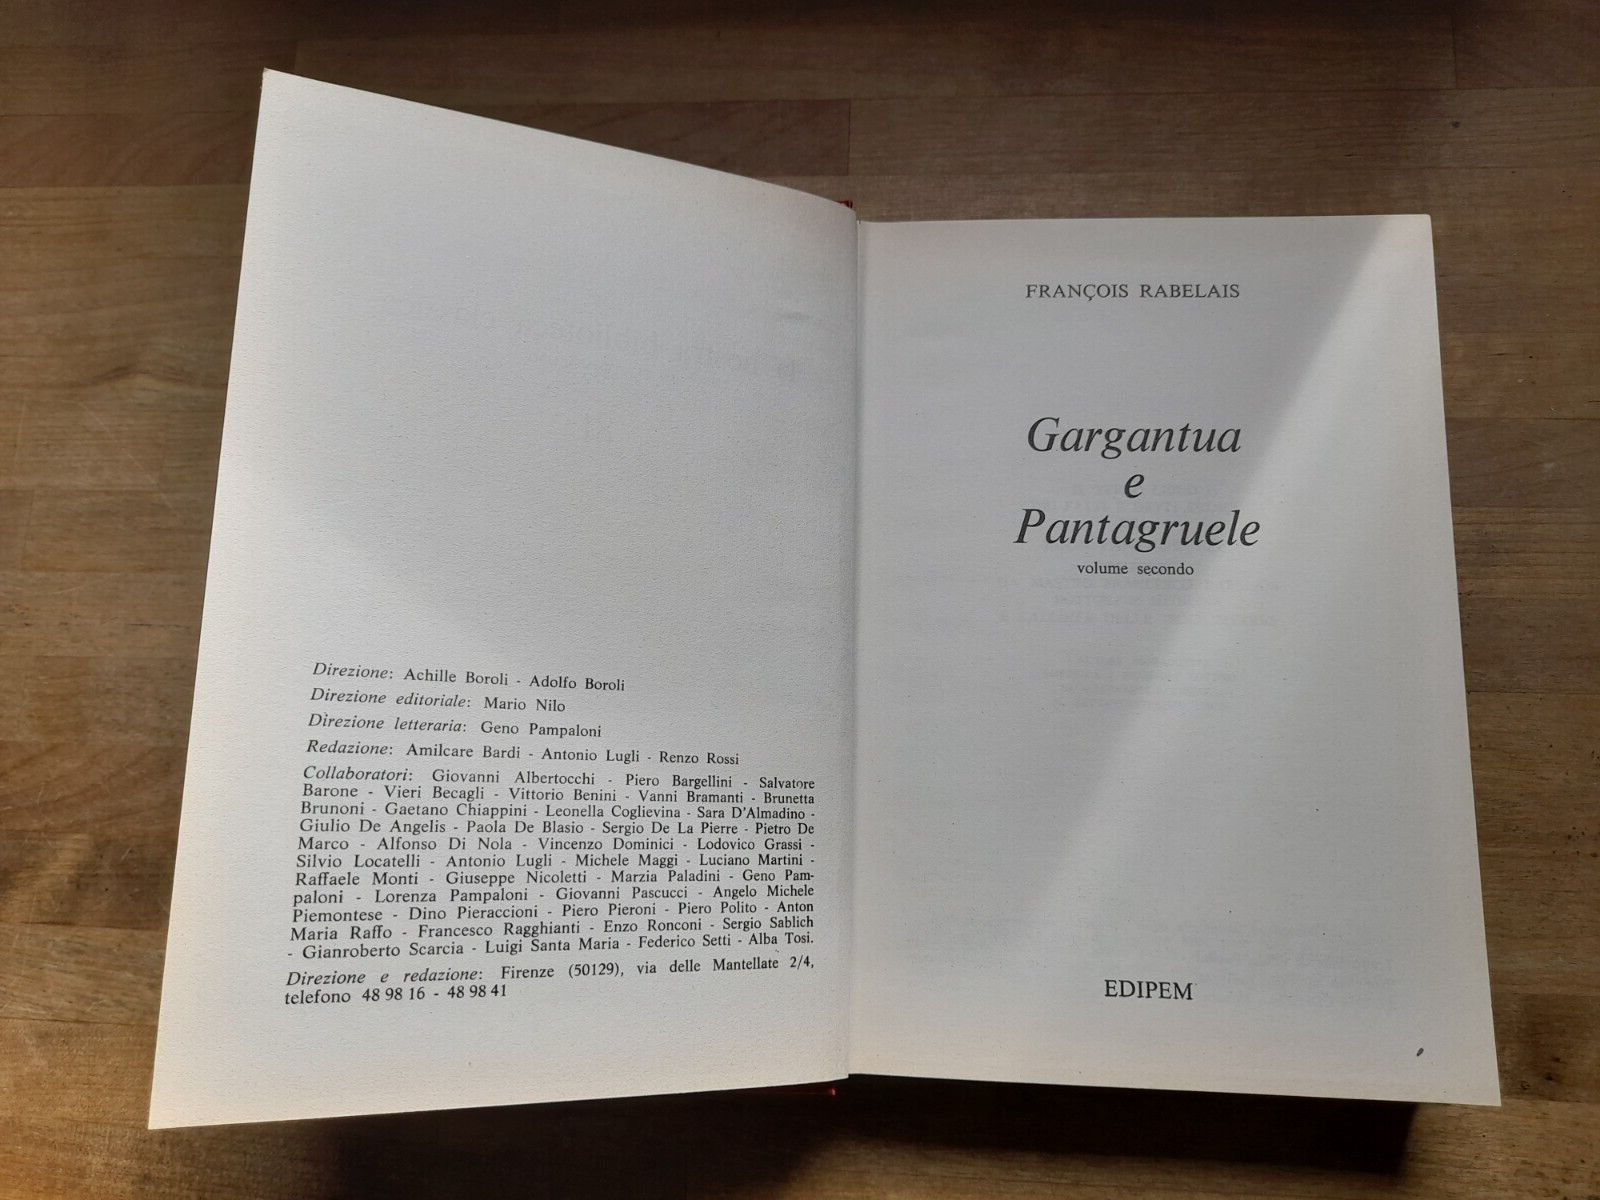 Direzione: Achille Boroli - Adolfo Boroli
Direzione editoriale: Mario Nilo
Direzione letteraria: Geno Pampaloni
Redazione: Amilcare Bardi - Antonio Lugli - Renzo Rossi
Collaboratori: Giovanni Albertocchi - Piero Bargellini - Salvatore
Barone - Vieri Becagli - Vittorio Benini - Vanni Bramanti - Brunetta
Brunoni - Gaetano Chiappini - Leonella Coglievina - Sara D'Almadino -
Giulio De Angelis - Paola De Blasio - Sergio De La Pierre - Pietro De
Marco - Alfonso Di Nola - Vincenzo Dominici - Lodovico Grassi -
Silvio Locatelli - Antonio Lugli - Michele Maggi - Luciano Martini -
Raffaele Monti - Giuseppe Nicoletti - Marzia Paladini - Geno Pam-
paloni - Lorenza Pampaloni - Giovanni Pascucci - Angelo Michele
Piemontese - Dino Pieraccioni - Piero Pieroni - Piero Polito - Anton
Maria Raffo - Francesco Ragghianti - Enzo Ronconi - Sergio Sablich
- Gianroberto Scarcia - Luigi Santa Maria - Federico Setti - Alba Tosi.
Direzione e redazione: Firenze (50129), via delle Mantellate 2/4,
telefono 48 98 16 - 48 98 41
FRANÇOIS RABELAIS
Gargantua
e
Pantagruele
volume secondo
EDIPEM